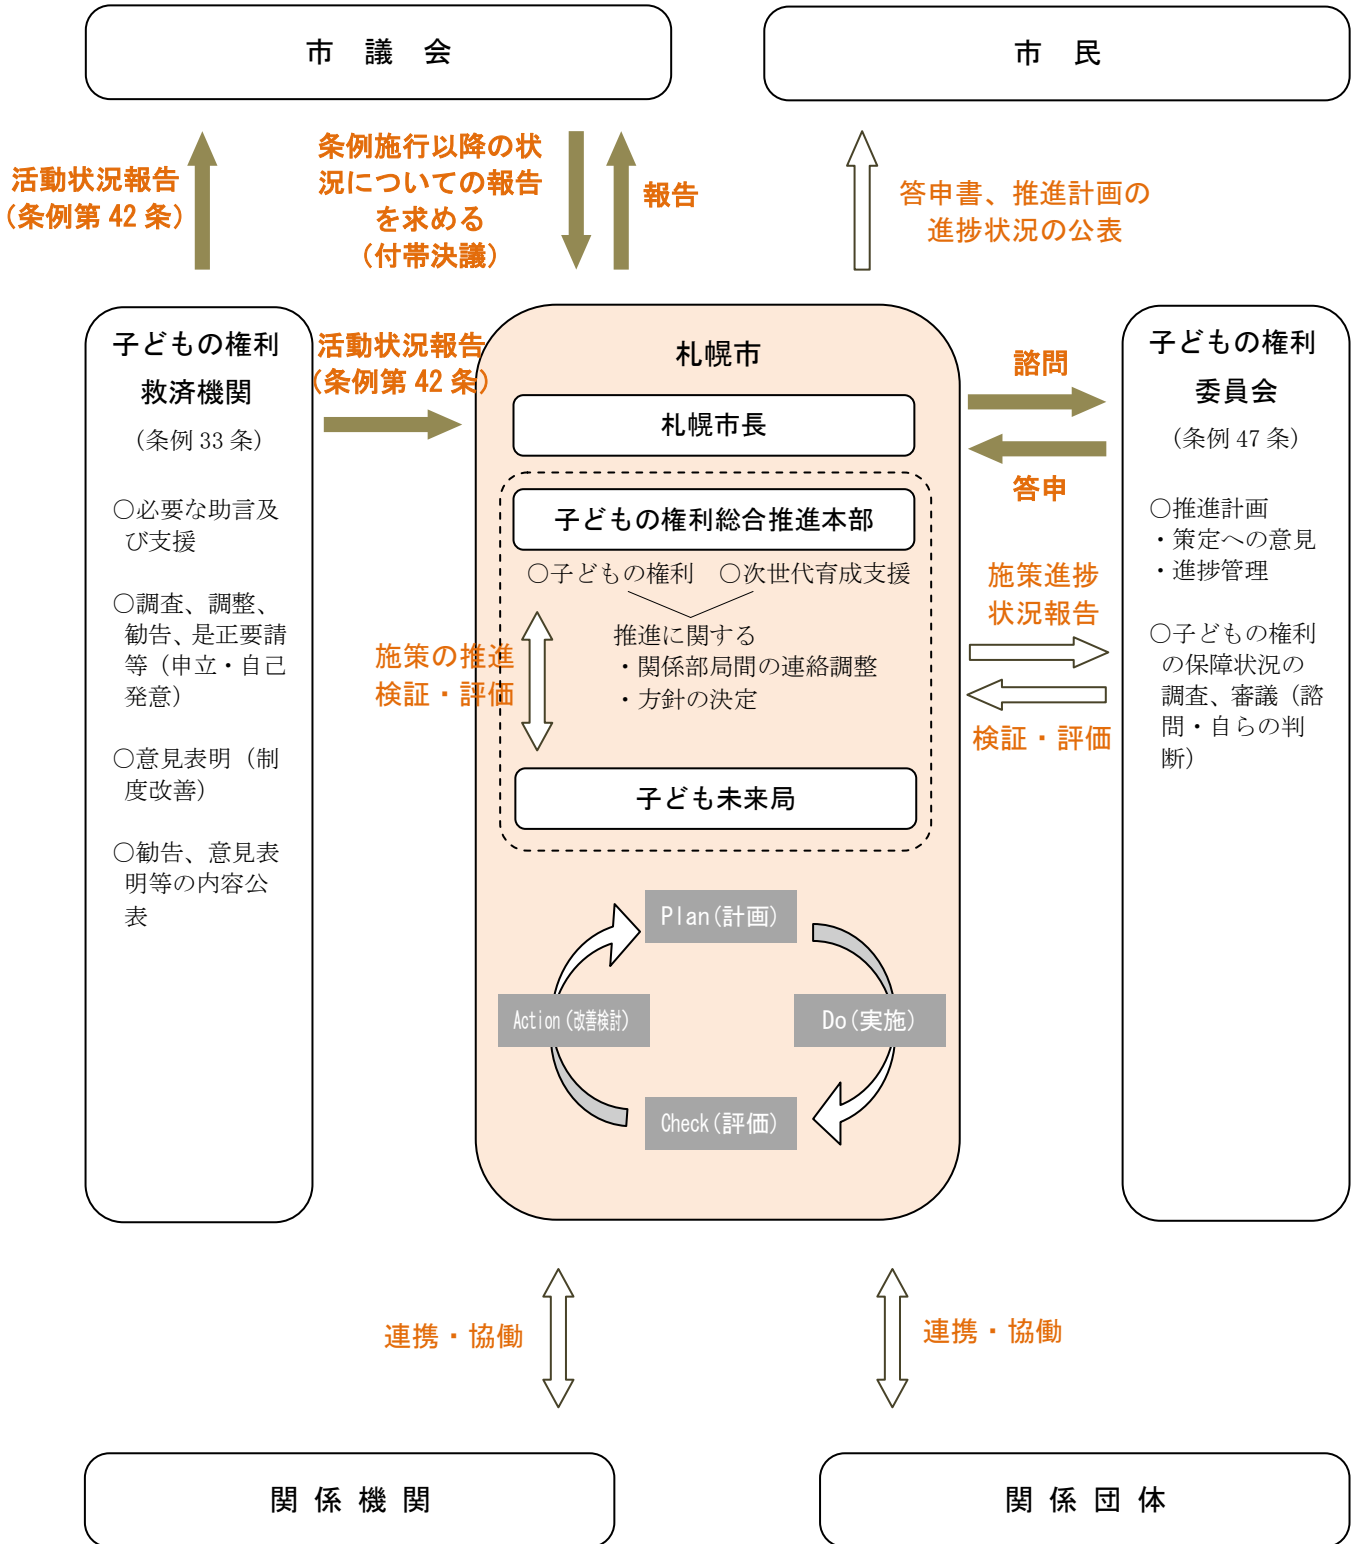 市 議 会
市 民
活動状況報告
(条例第 42 条)
条例施行以降の状
況についての報告
を求める
(付帯決議)
報告
答申書、推進計画の
進捗状況の公表
子どもの権利
救済機関
（条例 33 条）
○必要な助言及
び支援
○調査、調整、
勧告、是正要請
等（申立・自己
発意）
○意見表明（制
度改善）
○勧告、意見表
明等の内容公
表
活動状況報告
(条例第 42 条)
札幌市
札幌市長
子どもの権利総合推進本部
○子どもの権利 ○次世代育成支援
推進に関する
・関係部局間の連絡調整
・方針の決定
施策の推進
検証・評価
子ども未来局
Plan(計画)
Do(実施)
Check(評価)
Action(改善検討)
諮問
答申
施策進捗
状況報告
検証・評価
子どもの権利
委員会
（条例 47 条）
○推進計画
・策定への意見
・進捗管理
○子どもの権利
の保障状況の
調査、審議（諮
問・自らの判
断）
連携・協働
連携・協働
関 係 機 関
関 係 団 体